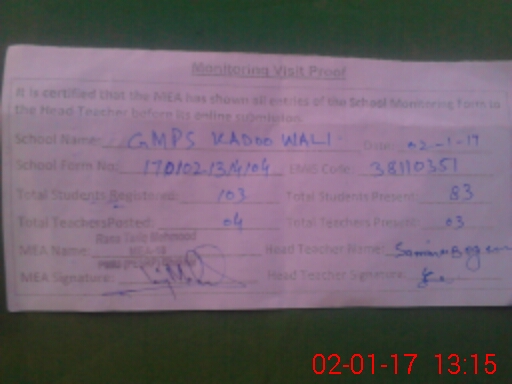 Monitoring Visit Proof
It is certified that the MEA has shown all entries of the School Monitoring Form to
the Head Teacher before its online submission.
School Name: GMPS KADOO WALI Date: 02-1-17
School Form No: EMIS Code: 38110351
Total Students Registered: 103 Total Students Present: 83
Total Teachers Posted: 04 Total Teachers Present: 03
MEA Name: Head Teacher Name: Begum
MEA Signature: Head Teacher Signature:
02-01-17 13:15